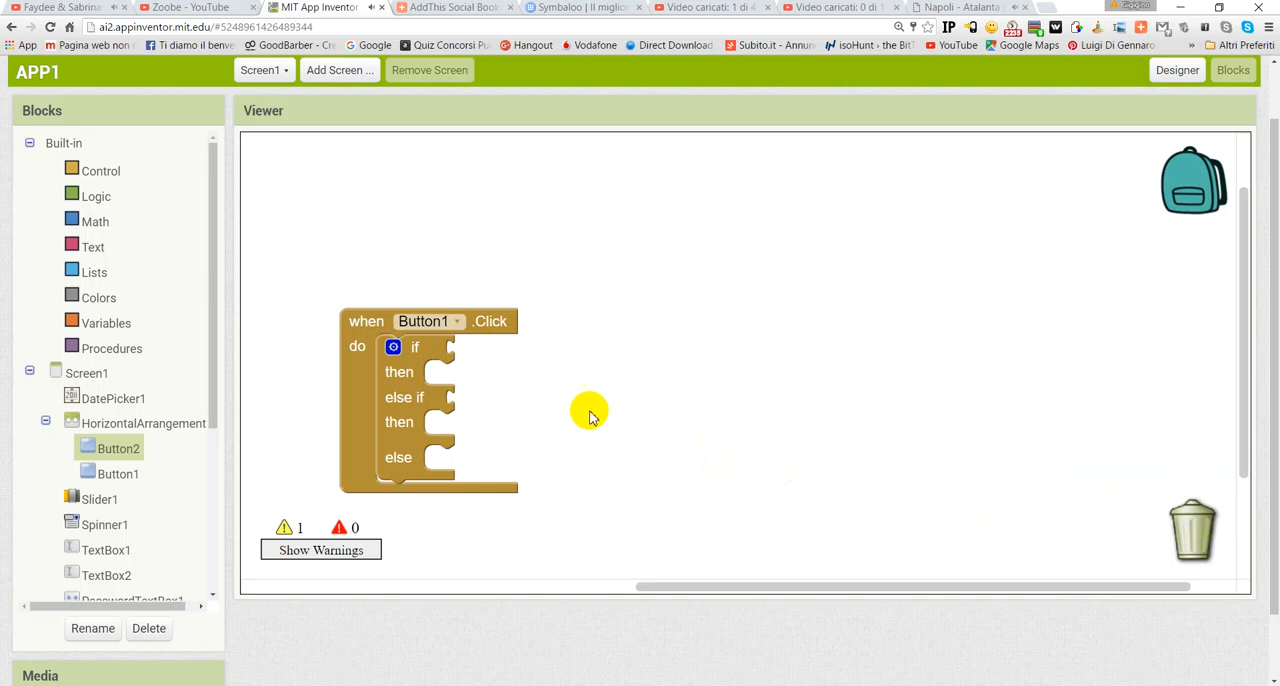 Faydee & Sabrina
Zoobe - YouTube
MIT App Inventor
AddThis Social Book
Symbaloo | Il miglio
Video caricati: 1 di 4
Video caricati: 0 di 1
Napoli - Atalanta
ai2.appinventor.mit.edu/#5248961426489344
IP
2235
W
App
Pagina web non
Ti diamo il benve
GoodBarber - Cre
Google
Quiz Concorsi Pu
Hangout
Vodafone
Direct Download
Subito.it - Annun
isoHunt - the BitT
YouTube
Google Maps
Luigi Di Gennaro
»
Altri Preferiti
APP1
Screen1
Add Screen ...
Remove Screen
Designer
Blocks
Blocks
Viewer
Built-in
Control
Logic
Math
Text
Lists
Colors
Variables
Procedures
Screen1
DatePicker1
HorizontalArrangement
Button2
Button1
Slider1
Spinner1
TextBox1
TextBox2
PasswordTextBox1
Rename
Delete
Media
when Button1 .Click
do if
then
else if
then
else
1 0
Show Warnings